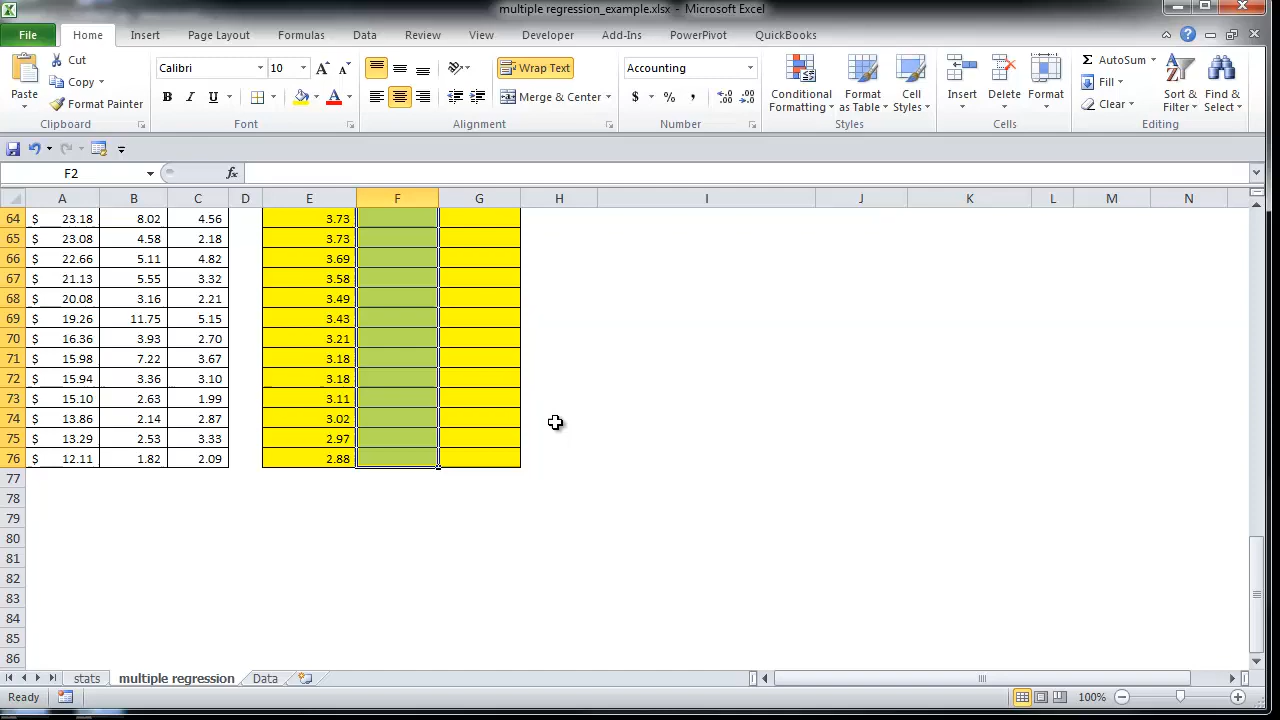 multiple regression_example.xlsx - Microsoft Excel
File Home Insert Page Layout Formulas Data Review View Developer Add-Ins PowerPivot QuickBooks
Paste Cut Copy Format Painter Clipboard
Calibri 10 A A B I U A Font
Wrap Text Merge & Center Alignment
Accounting $ % , .00 .0 Number
Conditional Formatting Format as Table Cell Styles Styles
Insert Delete Format Cells
Σ AutoSum Fill Clear Sort & Filter Find & Select Editing
F2 fx
A B C D E F G H I J K L M N
64 $ 23.18 8.02 4.56 3.73
65 $ 23.08 4.58 2.18 3.73
66 $ 22.66 5.11 4.82 3.69
67 $ 21.13 5.55 3.32 3.58
68 $ 20.08 3.16 2.21 3.49
69 $ 19.26 11.75 5.15 3.43
70 $ 16.36 3.93 2.70 3.21
71 $ 15.98 7.22 3.67 3.18
72 $ 15.94 3.36 3.10 3.18
73 $ 15.10 2.63 1.99 3.11
74 $ 13.86 2.14 2.87 3.02
75 $ 13.29 2.53 3.33 2.97
76 $ 12.11 1.82 2.09 2.88
77
78
79
80
81
82
83
84
85
86
stats multiple regression Data
Ready 100%